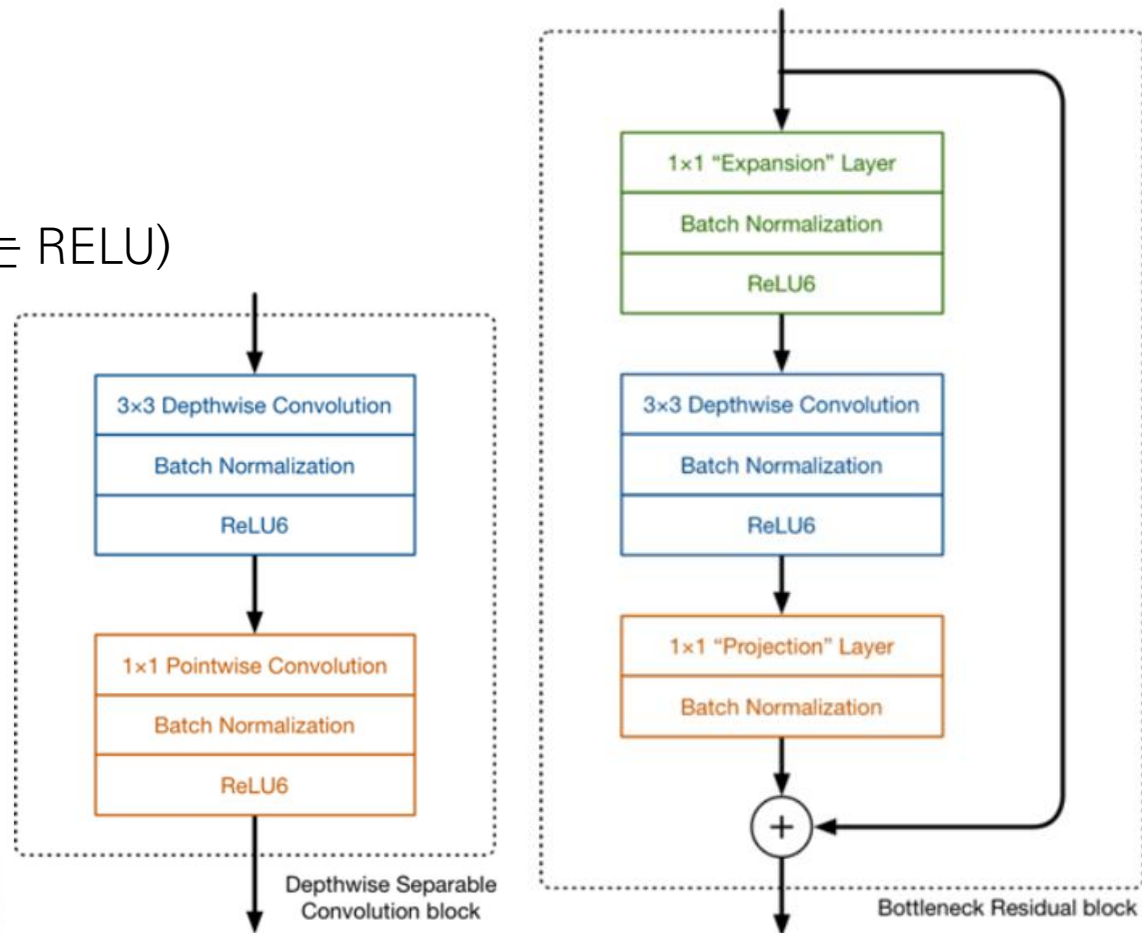 RELU)
3×3 Depthwise Convolution
Batch Normalization
ReLU6
1×1 Pointwise Convolution
Batch Normalization
ReLU6
Depthwise Separable
Convolution block
1×1 “Expansion” Layer
Batch Normalization
ReLU6
3×3 Depthwise Convolution
Batch Normalization
ReLU6
1×1 “Projection” Layer
Batch Normalization
+
Bottleneck Residual block